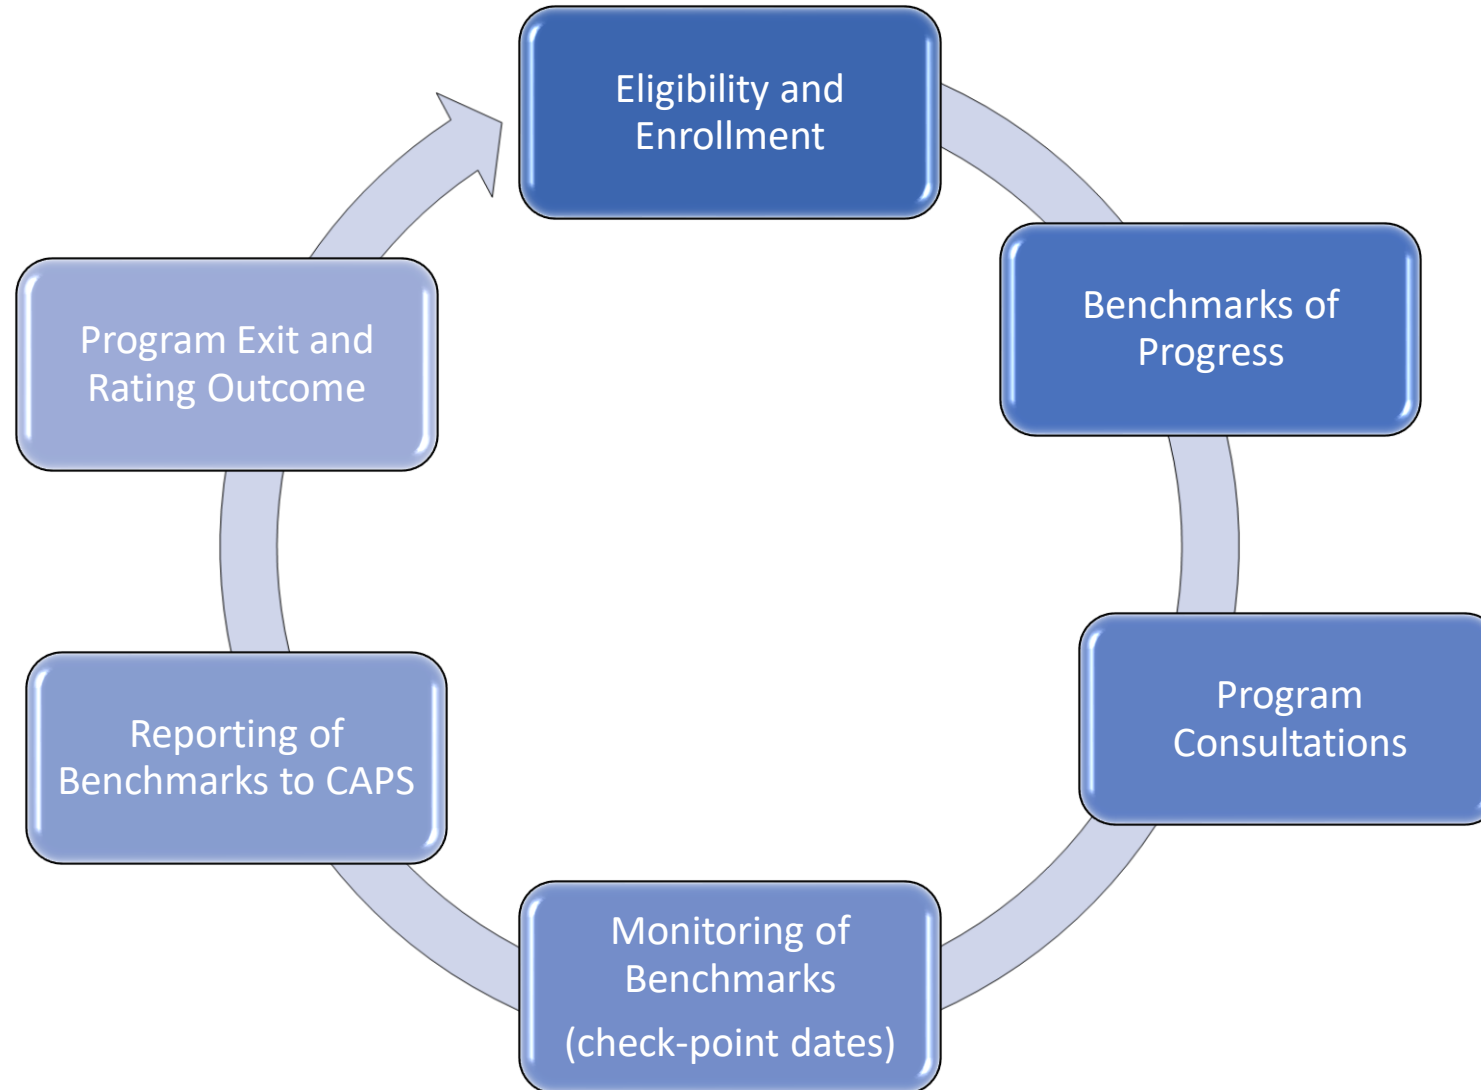 Eligibility and
Enrollment
Benchmarks of
Progress
Program
Consultations
Monitoring of
Benchmarks
(check-point dates)
Reporting of
Benchmarks to CAPS
Program Exit and
Rating Outcome